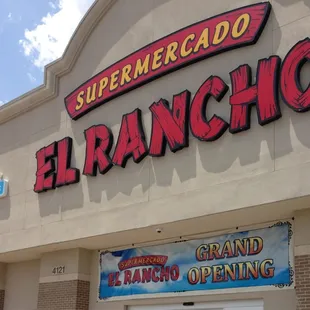 SUPERMERCADO
EL RANCHO
4121
SUPERMERCADO
EL RANCHO
GRAND
OPENING